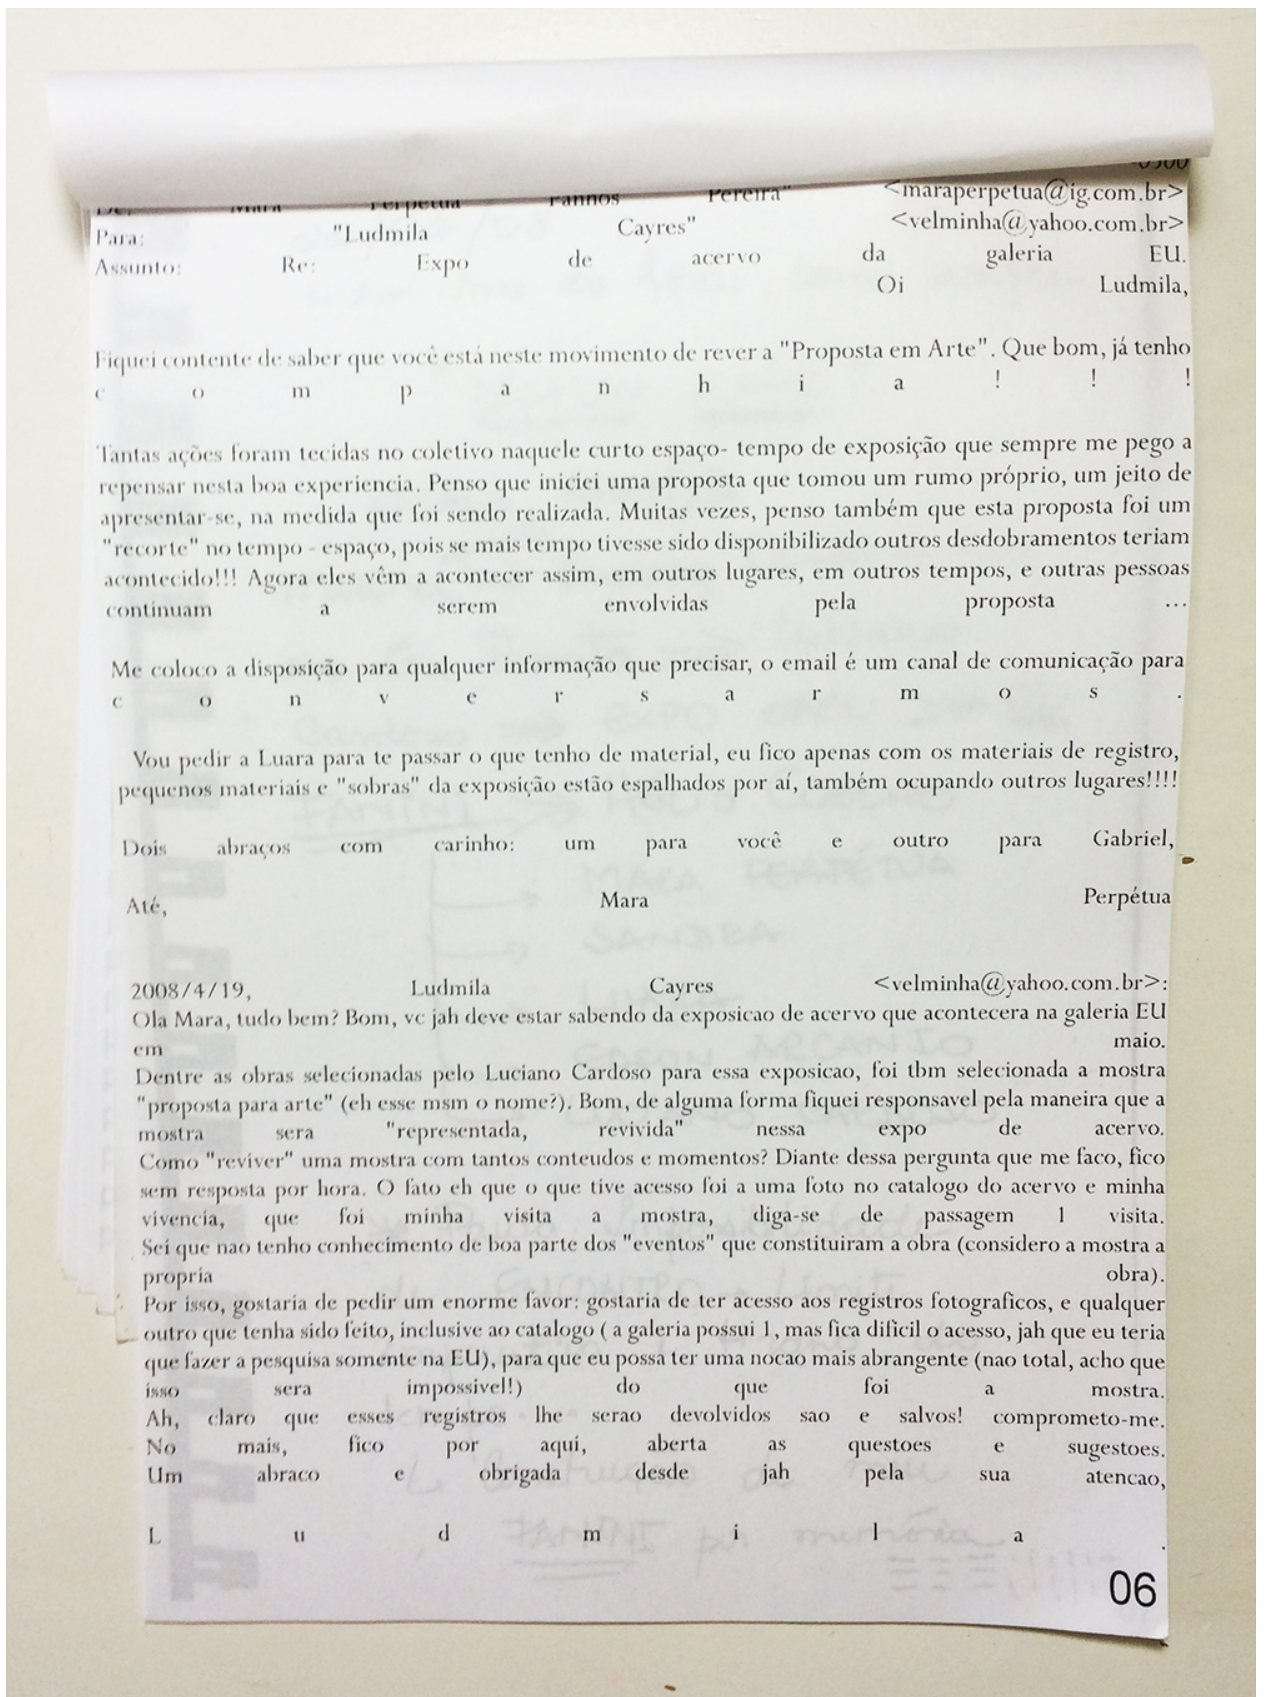 -0300
De: Mara Perpetua Pereira" <maraperpetua@ig.com.br>
Para: "Ludmila Cayres" <velminha@yahoo.com.br>
Assunto: Re: Expo de acervo da galeria EU.
Oi Ludmila,
Fiquei contente de saber que você está neste movimento de rever a "Proposta em Arte". Que bom, já tenho
c o m p a n h i a ! ! !
Tantas ações foram tecidas no coletivo naquele curto espaço- tempo de exposição que sempre me pego a
repensar nesta boa experiencia. Penso que iniciei uma proposta que tomou um rumo próprio, um jeito de
apresentar-se, na medida que foi sendo realizada. Muitas vezes, penso também que esta proposta foi um
"recorte" no tempo - espaço, pois se mais tempo tivesse sido disponibilizado outros desdobramentos teriam
acontecido!!! Agora eles vêm a acontecer assim, em outros lugares, em outros tempos, e outras pessoas
continuam a serem envolvidas pela proposta ...
Me coloco a disposição para qualquer informação que precisar, o email é um canal de comunicação para
c o n v e r s a r m o s .
Vou pedir a Luara para te passar o que tenho de material, eu fico apenas com os materiais de registro,
pequenos materiais e "sobras" da exposição estão espalhados por aí, também ocupando outros lugares!!!!
Dois abraços com carinho: um para você e outro para Gabriel,
Até, Mara Perpétua
2008/4/19, Ludmila Cayres <velminha@yahoo.com.br>:
Ola Mara, tudo bem? Bom, vc jah deve estar sabendo da exposicao de acervo que acontecera na galeria EU
em maio.
Dentre as obras selecionadas pelo Luciano Cardoso para essa exposicao, foi tbm selecionada a mostra
"proposta para arte" (eh esse msm o nome?). Bom, de alguma forma fiquei responsavel pela maneira que a
mostra sera "representada, revivida" nessa expo de acervo.
Como "reviver" uma mostra com tantos conteudos e momentos? Diante dessa pergunta que me faco, fico
sem resposta por hora. O fato eh que o que tive acesso foi a uma foto no catalogo do acervo e minha
vivencia, que foi minha visita a mostra, diga-se de passagem 1 visita.
Sei que nao tenho conhecimento de boa parte dos "eventos" que constituiram a obra (considero a mostra a
propria obra).
Por isso, gostaria de pedir um enorme favor: gostaria de ter acesso aos registros fotograficos, e qualquer
outro que tenha sido feito, inclusive ao catalogo ( a galeria possui 1, mas fica dificil o acesso, jah que eu teria
que fazer a pesquisa somente na EU), para que eu possa ter uma nocao mais abrangente (nao total, acho que
isso sera impossivel!) do que foi a mostra.
Ah, claro que esses registros lhe serao devolvidos sao e salvos! comprometo-me.
No mais, fico por aqui, aberta as questoes e sugestoes.
Um abraco e obrigada desde jah pela sua atencao,
L u d m i l a .
06